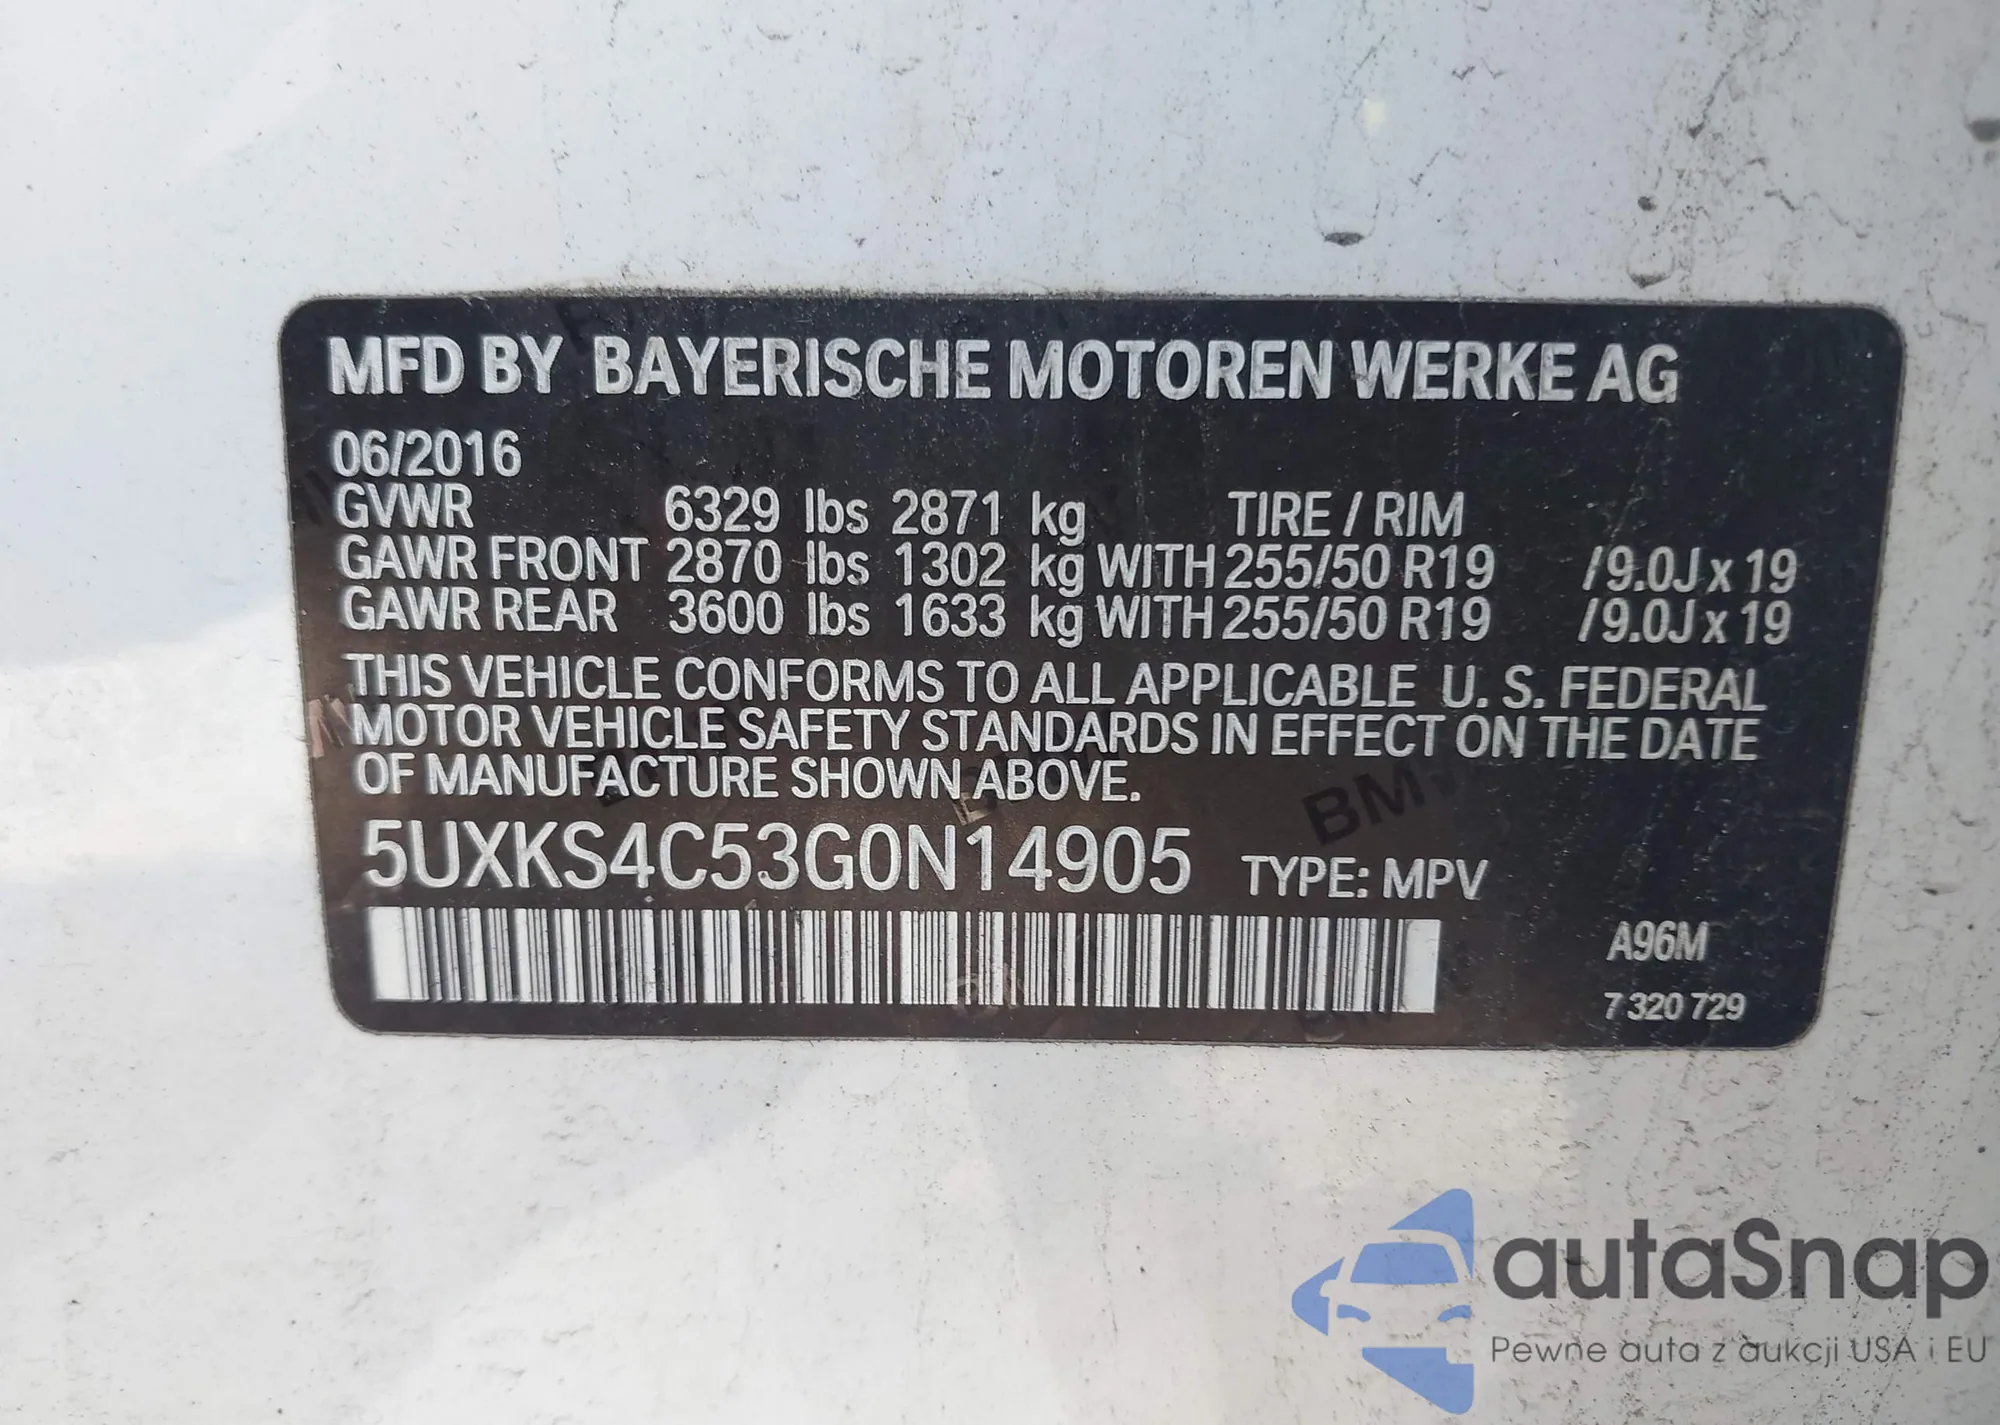 MFD BY BAYERISCHE MOTOREN WERKE AG
06/2016
GVWR 6329 lbs 2871 kg TIRE / RIM
GAWR FRONT 2870 lbs 1302 kg WITH 255/50 R19 /9.0J x 19
GAWR REAR 3600 lbs 1633 kg WITH 255/50 R19 /9.0J x 19
THIS VEHICLE CONFORMS TO ALL APPLICABLE U. S. FEDERAL
MOTOR VEHICLE SAFETY STANDARDS IN EFFECT ON THE DATE
OF MANUFACTURE SHOWN ABOVE.
5UXKS4C53G0N14905 TYPE: MPV
A96M
7 320 729
autaSnap
Pewne auta z aukcji USA i EU